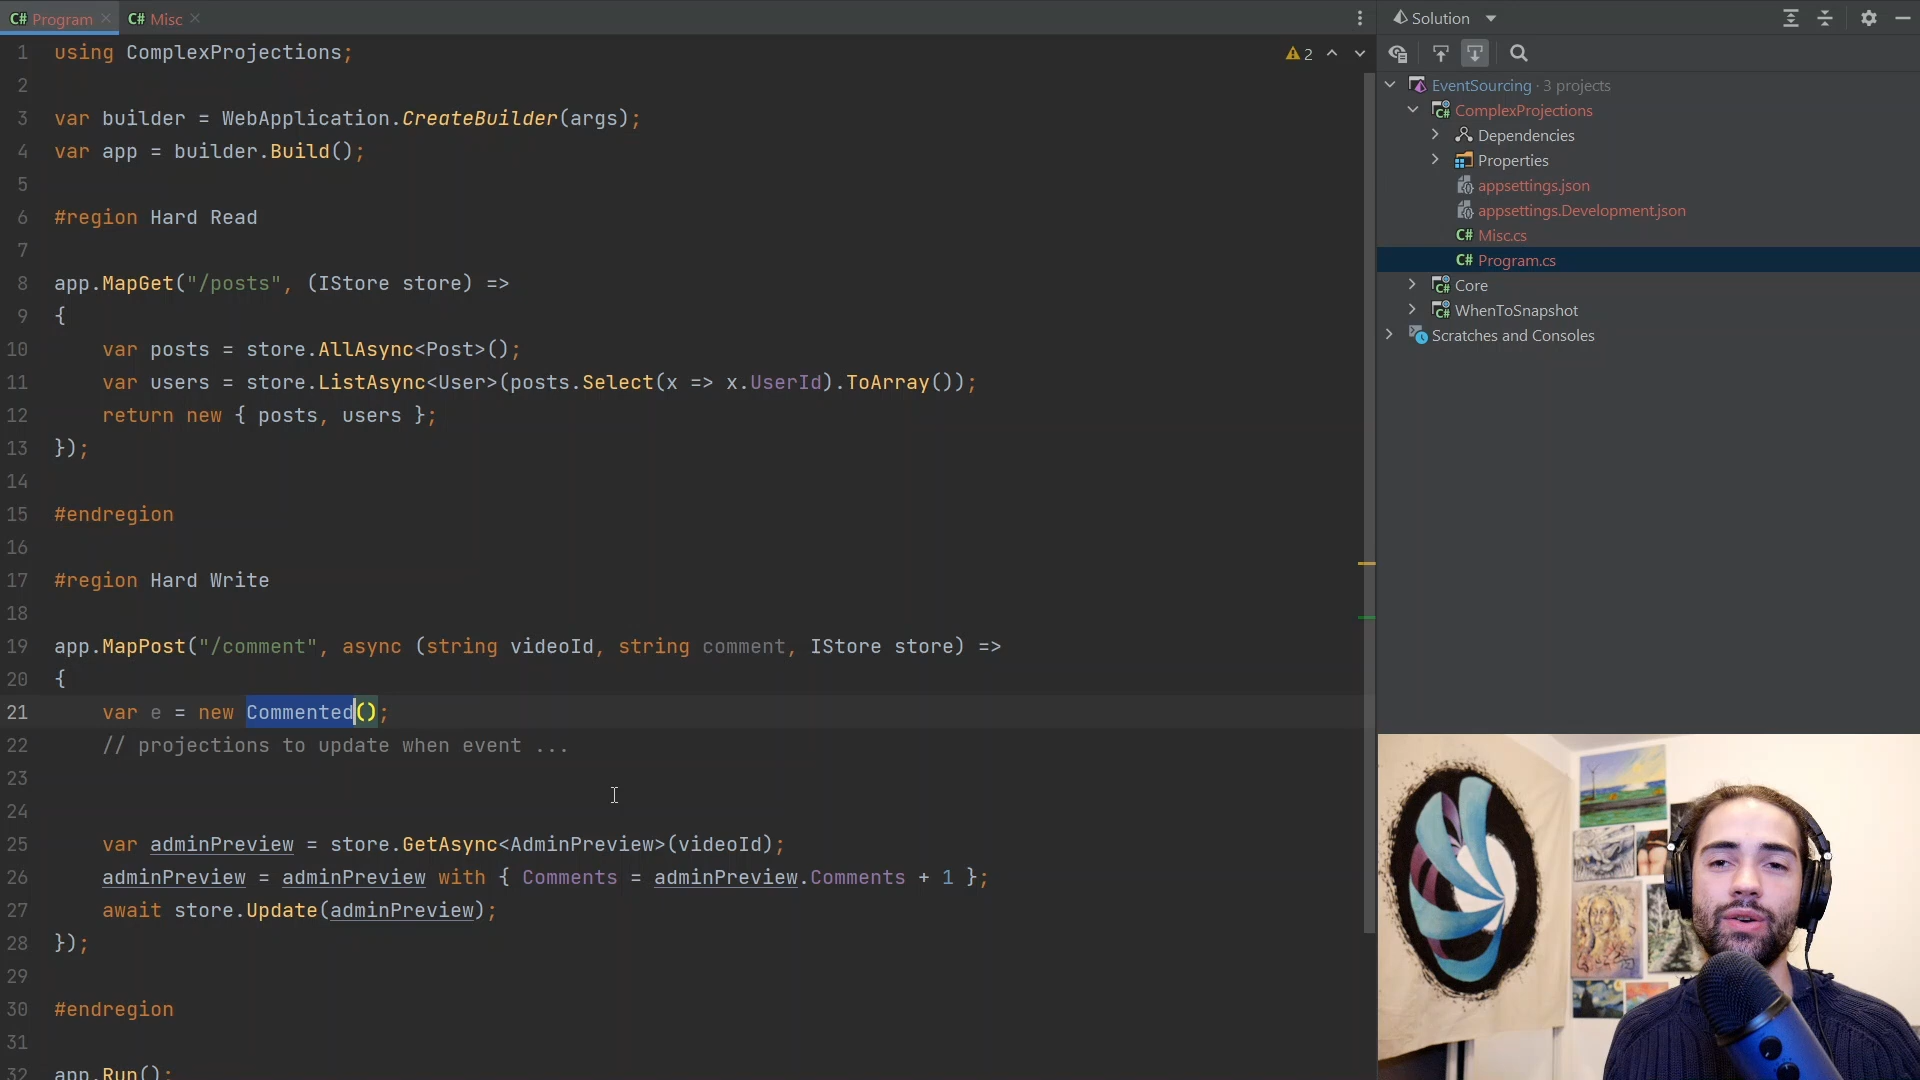 C# Program × C# Misc ×
Solution
1 using ComplexProjections;
2
3 var builder = WebApplication.CreateBuilder(args);
4 var app = builder.Build();
5
6 #region Hard Read
7
8 app.MapGet("/posts", (IStore store) =>
9 {
10 var posts = store.AllAsync<Post>();
11 var users = store.ListAsync<User>(posts.Select(x => x.UserId).ToArray());
12 return new { posts, users };
13 });
14
15 #endregion
16
17 #region Hard Write
18
19 app.MapPost("/comment", async (string videoId, string comment, IStore store) =>
20 {
21 var e = new Commented();
22 // projections to update when event ...
23
24
25 var adminPreview = store.GetAsync<AdminPreview>(videoId);
26 adminPreview = adminPreview with { Comments = adminPreview.Comments + 1 };
27 await store.Update(adminPreview);
28 });
29
30 #endregion
31
32 app.Run();
2
EventSourcing · 3 projects
C# ComplexProjections
Dependencies
Properties
appsettings.json
appsettings.Development.json
C# Misc.cs
C# Program.cs
C# Core
C# WhenToSnapshot
Scratches and Consoles